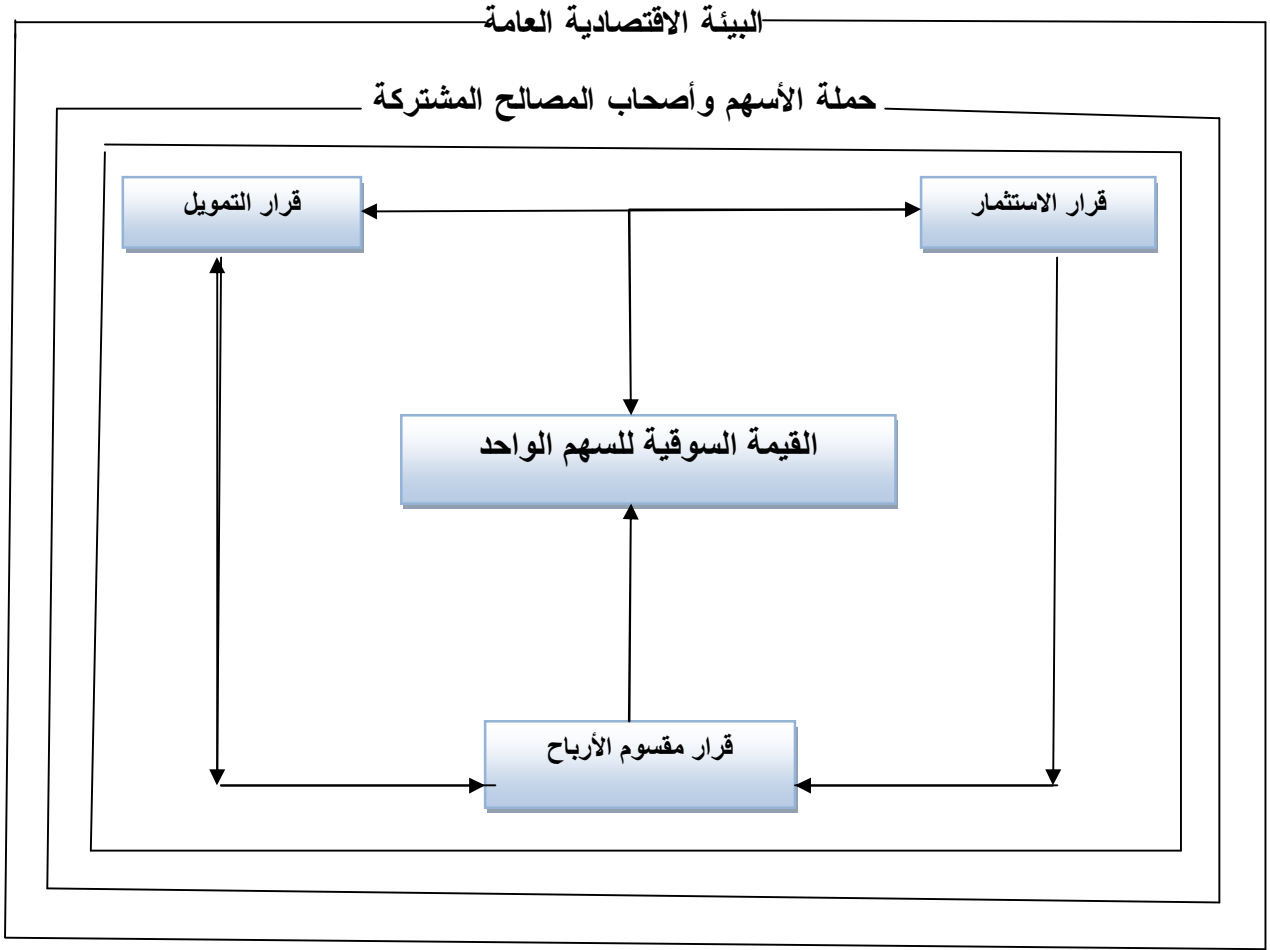 البيئة الاقتصادية العامة
حملة الأسهم وأصحاب المصالح المشتركة
قرار الاستثمار
قرار التمويل
القيمة السوقية للسهم الواحد
قرار مقسوم الأرباح